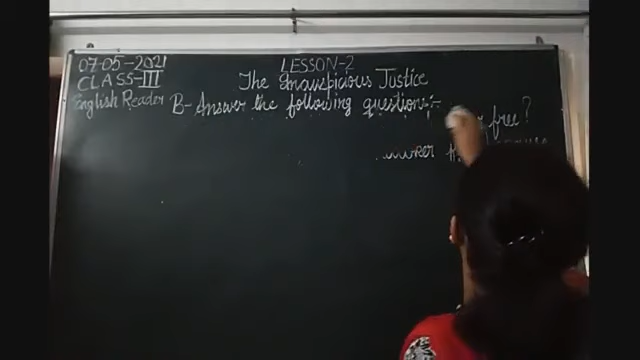 07-05-2021
CLASS-III
English Reader
LESSON-2
The Inauspicious Justice
B- Answer the following questions:-
free?